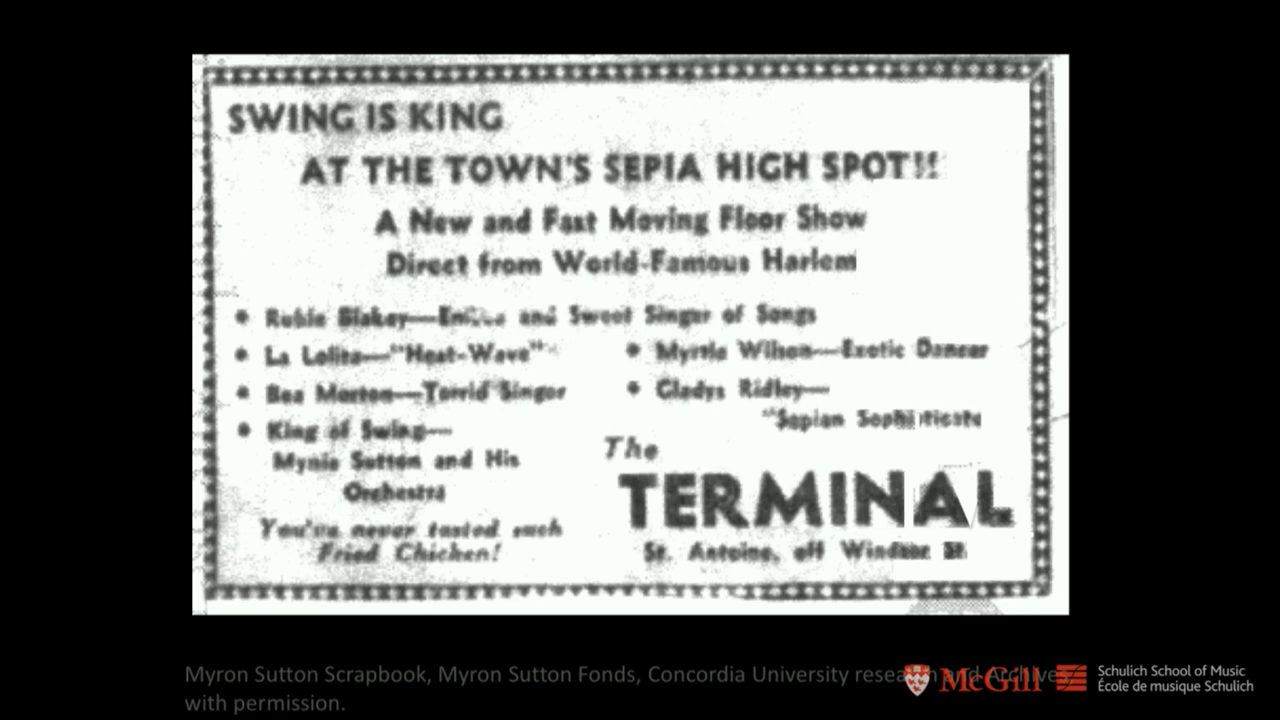 SWING IS KING
AT THE TOWN'S SEPIA HIGH SPOT!!
A New and Fast Moving Floor Show
Direct from World-Famous Harlem
• Rubie Blakey— and Sweet Singer of Songs
• La Lolita—"Heat-Wave"
• Myrtle Wilson—Exotic Dancer
• Bea Morton—Torrid Singer
• Gladys Ridley—
"Sepian Sophisticate
• King of Swing—
Mynie Sutton and His
Orchestra
You've never tasted such
Fried Chicken!
The
TERMINAL
St. Antoine, off Windsor St.
Myron Sutton Scrapbook, Myron Sutton Fonds, Concordia University research and Archives
with permission.
McGill
Schulich School of Music
École de musique Schulich